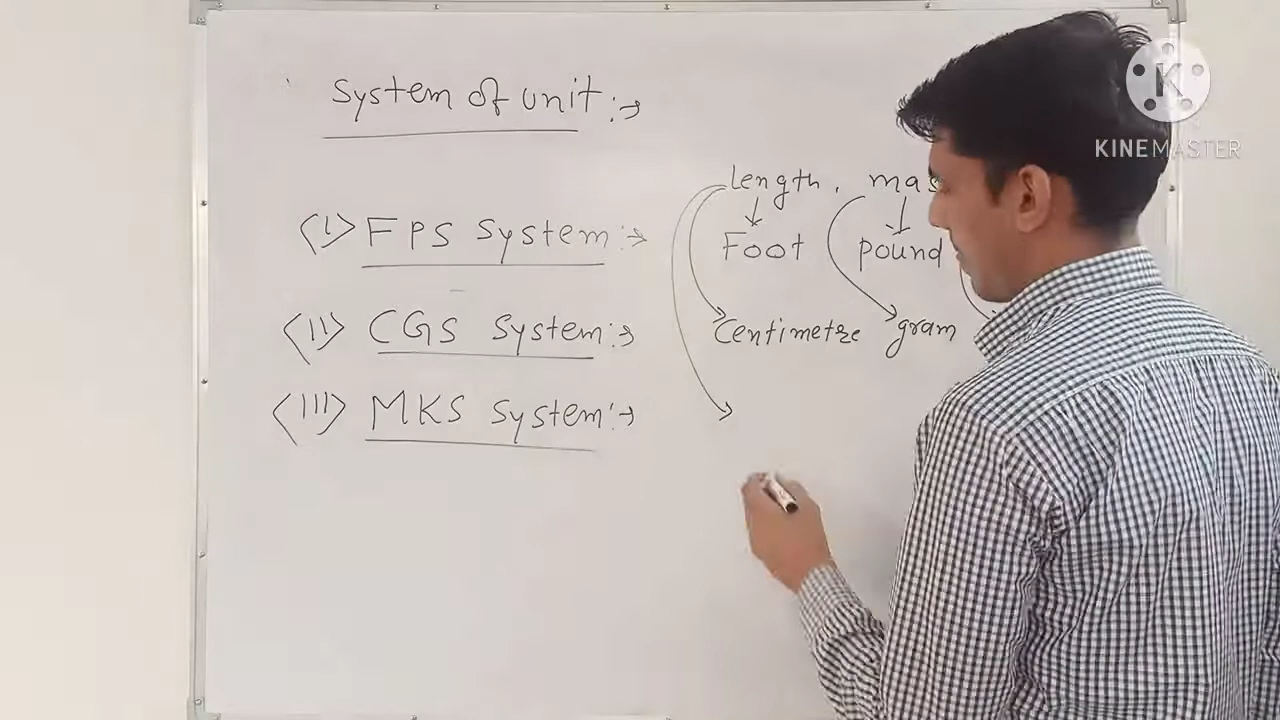 System of unit :→
length, mas
<I> FPS System :→
Foot pound
<II> CGS System :→
Centimetre gram
<III> MKS System :→
KINEMASTER